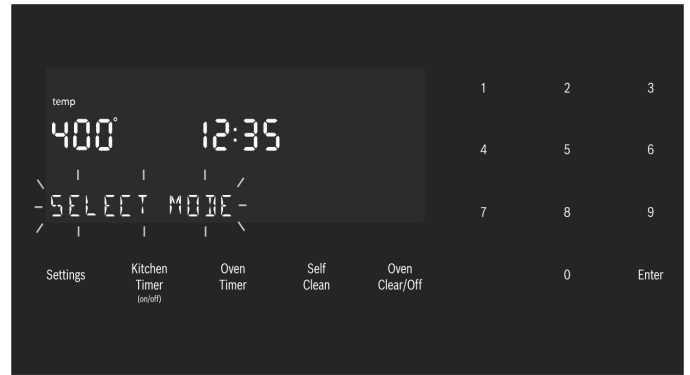 temp
400° 12:35
SELECT MODE
1 2 3
4 5 6
7 8 9
0 Enter
Settings
Kitchen
Timer
(on/off)
Oven
Timer
Self
Clean
Oven
Clear/Off